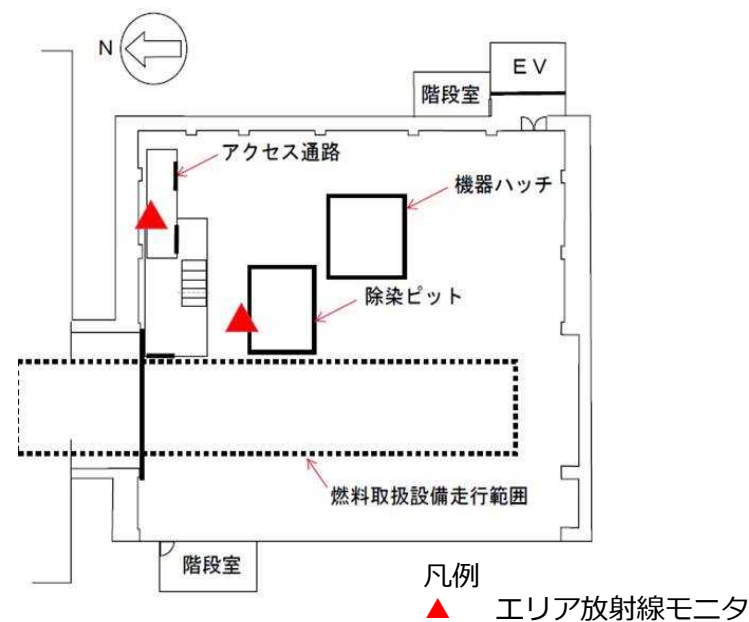 N
EV
階段室
アクセス通路
機器ハッチ
除染ピット
燃料取扱設備走行範囲
階段室
凡例
エリア放射線モニタ